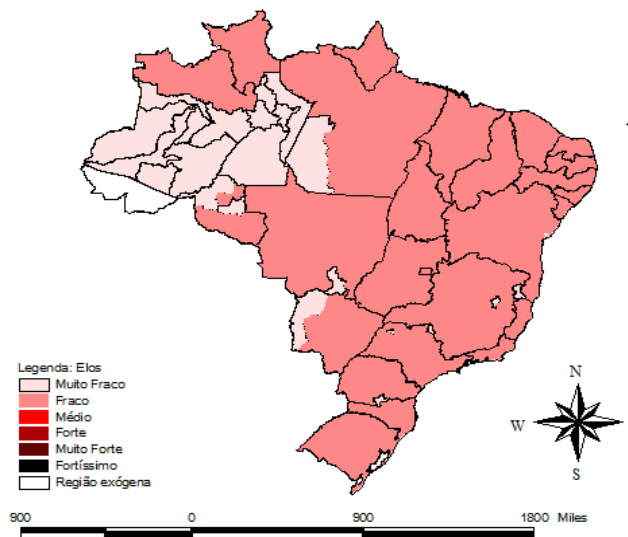 Legenda: Elos
Muito Fraco
Fraco
Médio
Forte
Muito Forte
Fortíssimo
Região exógena
N
W
S
900 0 900 1800 Miles